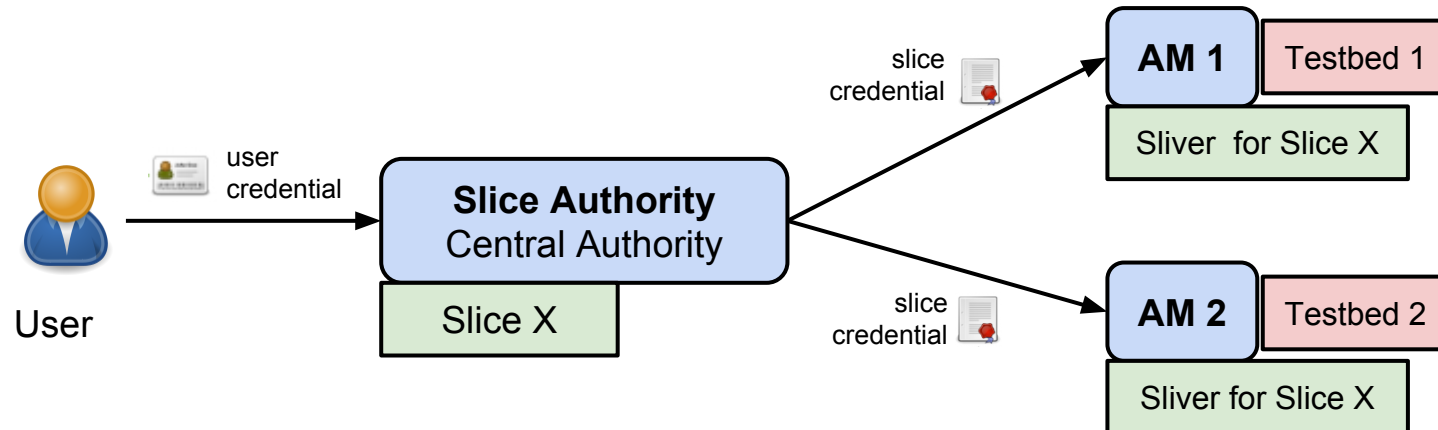 User
user
credential
Slice Authority
Central Authority
Slice X
slice
credential
AM 1
Testbed 1
Sliver for Slice X
slice
credential
AM 2
Testbed 2
Sliver for Slice X